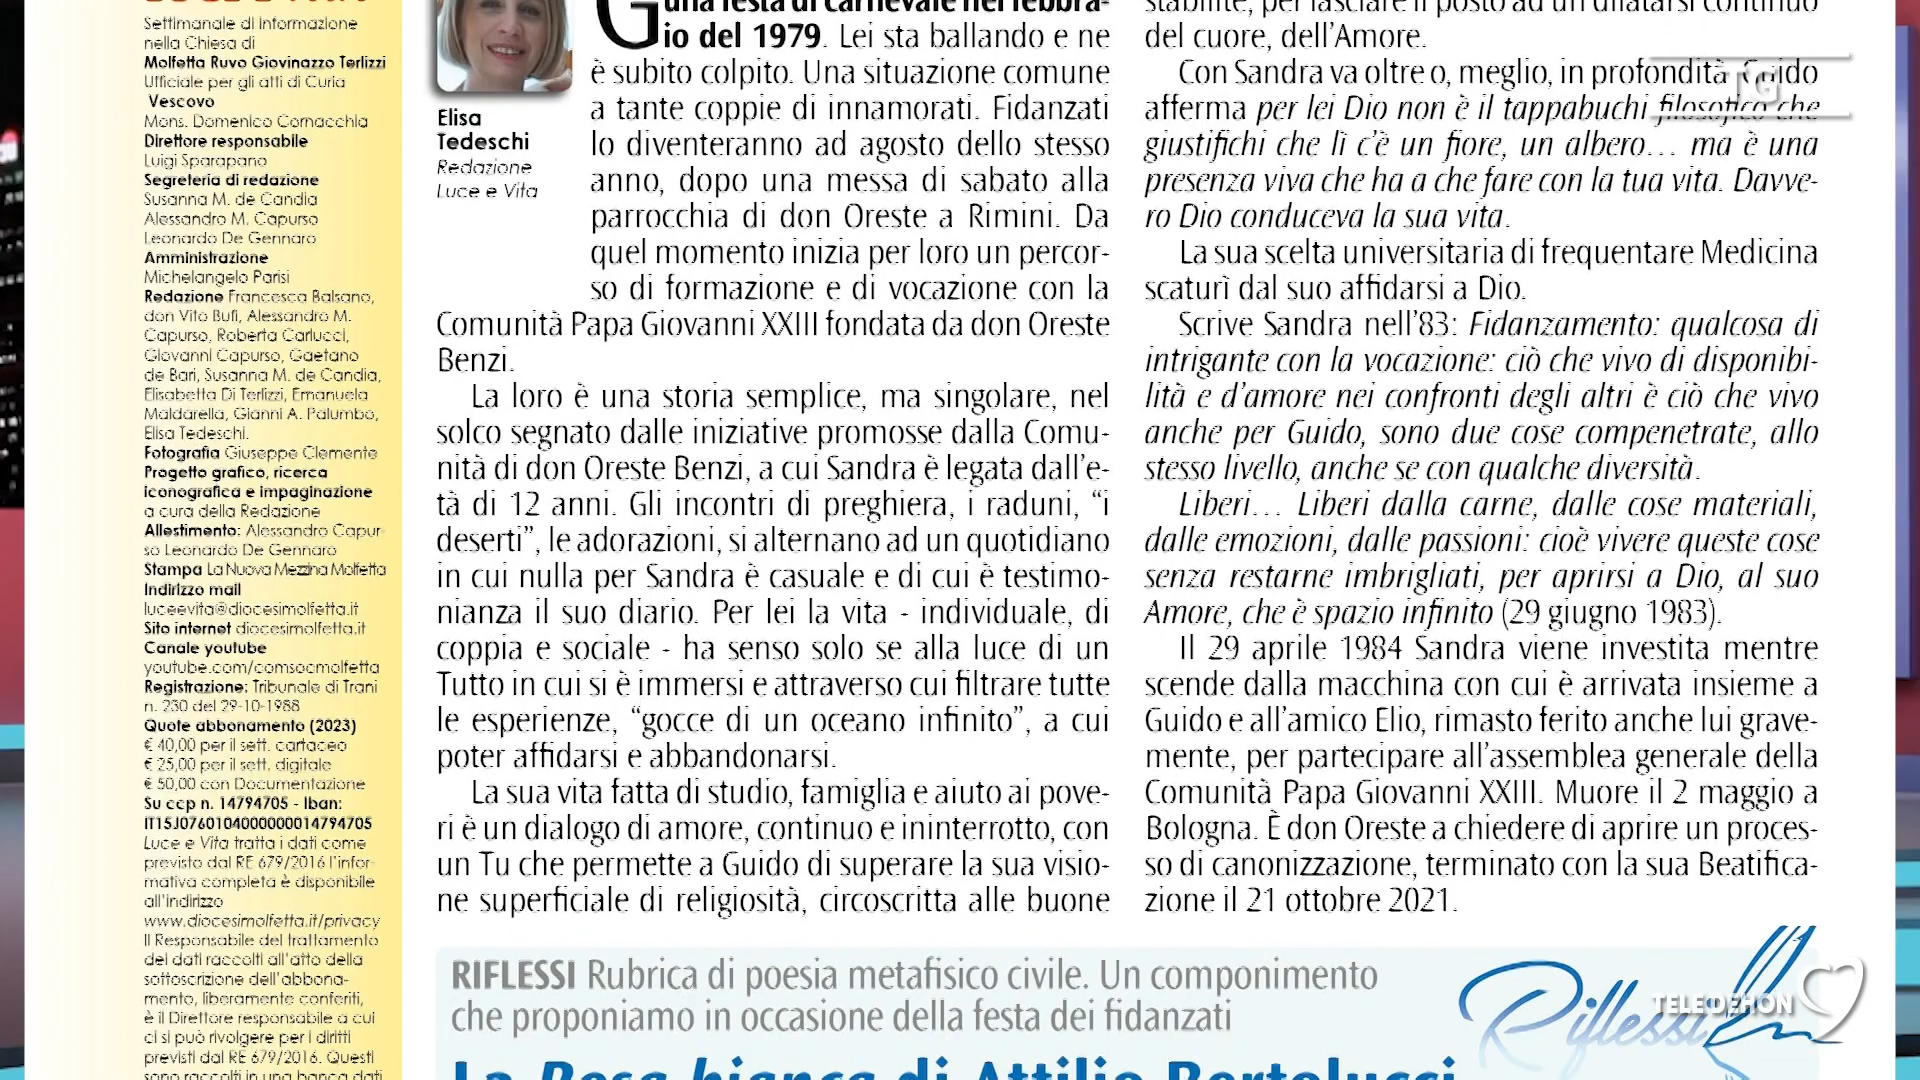 Settimanale di informazione
nella Chiesa di
Molfetta Ruvo Giovinazzo Terlizzi
Ufficiale per gli atti di Curia
Vescovo
Mons. Domenico Cornacchia
Direttore responsabile
Luigi Sparapano
Segreteria di redazione
Susanna M. de Candia
Alessandro M. Capurso
Leonardo De Gennaro
Amministrazione
Michelangelo Parisi
Redazione Francesca Balsano,
don Vito Bufi, Alessandro M.
Capurso, Roberta Carlucci,
Giovanni Capurso, Gaetano
de Bari, Susanna M. de Candia,
Elisabetta Di Terlizzi, Emanuela
Maldarella, Gianni A. Palumbo,
Elisa Tedeschi.
Fotografia Giuseppe Clemente
Progetto grafico, ricerca
iconografica e impaginazione
a cura della Redazione
Allestimento: Alessandro Capur-
so Leonardo De Gennaro
Stampa La Nuova Mezzina Molfetta
Indirizzo mail
luceevita@diocesimolfetta.it
Sito internet diocesimolfetta.it
Canale youtube
youtube.com/comsocmolfetta
Registrazione: Tribunale di Trani
n. 230 del 29-10-1988
Quote abbonamento (2023)
€ 40,00 per il sett. cartaceo
€ 25,00 per il sett. digitale
€ 50,00 con Documentazione
Su ccp n. 14794705 - Iban:
IT15J0760104000000014794705
Luce e Vita tratta i dati come
previsto dal RE 679/2016 l'infor-
mativa completa è disponibile
all'indirizzo
www.diocesimolfetta.it/privacy
Il Responsabile del trattamento
dei dati raccolti all'atto della
sottoscrizione dell'abbona-
mento, liberamente conferiti,
è il Direttore responsabile a cui
ci si può rivolgere per i diritti
previsti dal RE 679/2016. Questi
sono raccolti in una banca dati
Elisa
Tedeschi
Redazione
Luce e Vita
una festa di carnevale nel febbra-
io del 1979. Lei sta ballando e ne
è subito colpito. Una situazione comune
a tante coppie di innamorati. Fidanzati
lo diventeranno ad agosto dello stesso
anno, dopo una messa di sabato alla
parrocchia di don Oreste a Rimini. Da
quel momento inizia per loro un percor-
so di formazione e di vocazione con la
Comunità Papa Giovanni XXIII fondata da don Oreste
Benzi.
La loro è una storia semplice, ma singolare, nel
solco segnato dalle iniziative promosse dalla Comu-
nità di don Oreste Benzi, a cui Sandra è legata dall'e-
tà di 12 anni. Gli incontri di preghiera, i raduni, “i
deserti”, le adorazioni, si alternano ad un quotidiano
in cui nulla per Sandra è casuale e di cui è testimo-
nianza il suo diario. Per lei la vita - individuale, di
coppia e sociale - ha senso solo se alla luce di un
Tutto in cui si è immersi e attraverso cui filtrare tutte
le esperienze, “gocce di un oceano infinito”, a cui
poter affidarsi e abbandonarsi.
La sua vita fatta di studio, famiglia e aiuto ai pove-
ri è un dialogo di amore, continuo e ininterrotto, con
un Tu che permette a Guido di superare la sua visio-
ne superficiale di religiosità, circoscritta alle buone
stabilite, per lasciare il posto ad un dilatarsi continuo
del cuore, dell'Amore.
Con Sandra va oltre o, meglio, in profondità. Guido
afferma per lei Dio non è il tappabuchi filosofico che
giustifichi che lì c'è un fiore, un albero… ma è una
presenza viva che ha a che fare con la tua vita. Davve-
ro Dio conduceva la sua vita.
La sua scelta universitaria di frequentare Medicina
scaturì dal suo affidarsi a Dio.
Scrive Sandra nell'83: Fidanzamento: qualcosa di
intrigante con la vocazione: ciò che vivo di disponibi-
lità e d'amore nei confronti degli altri è ciò che vivo
anche per Guido, sono due cose compenetrate, allo
stesso livello, anche se con qualche diversità.
Liberi… Liberi dalla carne, dalle cose materiali,
dalle emozioni, dalle passioni: cioè vivere queste cose
senza restarne imbrigliati, per aprirsi a Dio, al suo
Amore, che è spazio infinito (29 giugno 1983).
Il 29 aprile 1984 Sandra viene investita mentre
scende dalla macchina con cui è arrivata insieme a
Guido e all'amico Elio, rimasto ferito anche lui grave-
mente, per partecipare all'assemblea generale della
Comunità Papa Giovanni XXIII. Muore il 2 maggio a
Bologna. È don Oreste a chiedere di aprire un proces-
so di canonizzazione, terminato con la sua Beatifica-
zione il 21 ottobre 2021.
TG
RIFLESSI Rubrica di poesia metafisico civile. Un componimento
che proponiamo in occasione della festa dei fidanzati
Riflessi
TELEDEHON
La Rosa bianca di Attilio Bertolucci